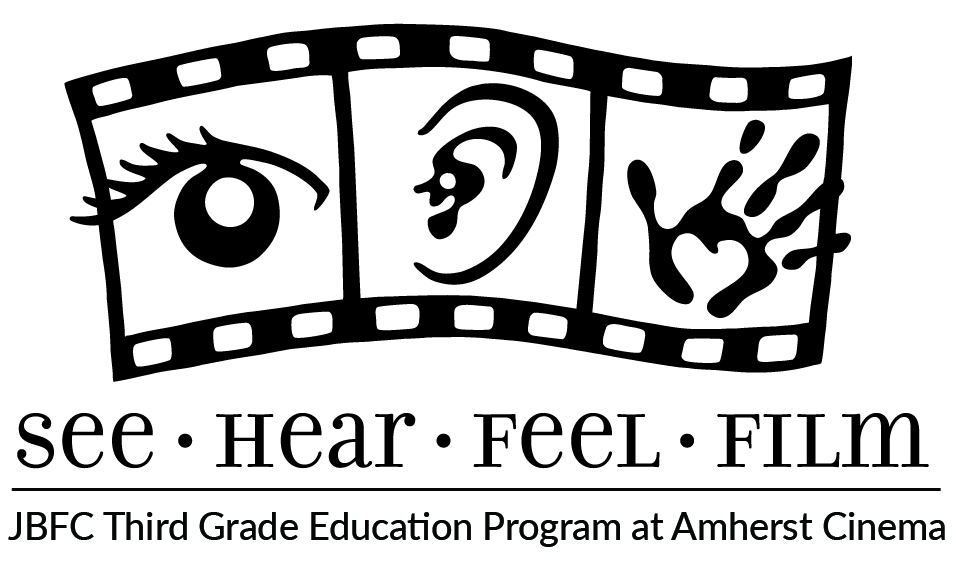 see · Hear · FeeL · FILm
JBFC Third Grade Education Program at Amherst Cinema